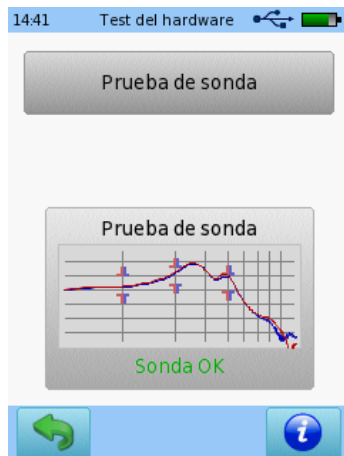 14:41 Test del hardware
Prueba de sonda
Prueba de sonda
Sonda OK
i